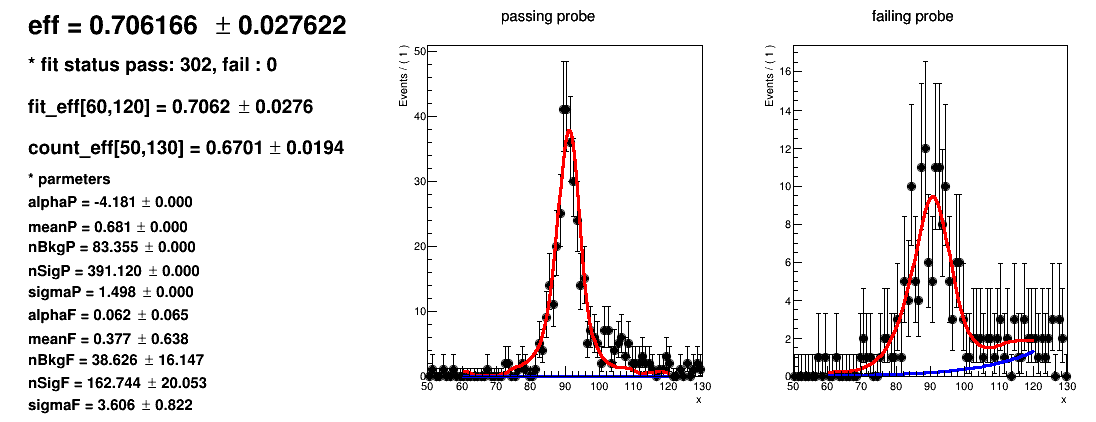 eff = 0.706166 ± 0.027622
* fit status pass: 302, fail : 0
fit_eff[60,120] = 0.7062 ± 0.0276
count_eff[50,130] = 0.6701 ± 0.0194
* parmeters
alphaP = -4.181 ± 0.000
meanP = 0.681 ± 0.000
nBkgP = 83.355 ± 0.000
nSigP = 391.120 ± 0.000
sigmaP = 1.498 ± 0.000
alphaF = 0.062 ± 0.065
meanF = 0.377 ± 0.638
nBkgF = 38.626 ± 16.147
nSigF = 162.744 ± 20.053
sigmaF = 3.606 ± 0.822
passing probe
Events / ( 1 )
50
40
30
20
10
0
50 60 70 80 90 100 110 120 130
x
failing probe
Events / ( 1 )
16
14
12
10
8
6
4
2
0
50 60 70 80 90 100 110 120 130
x